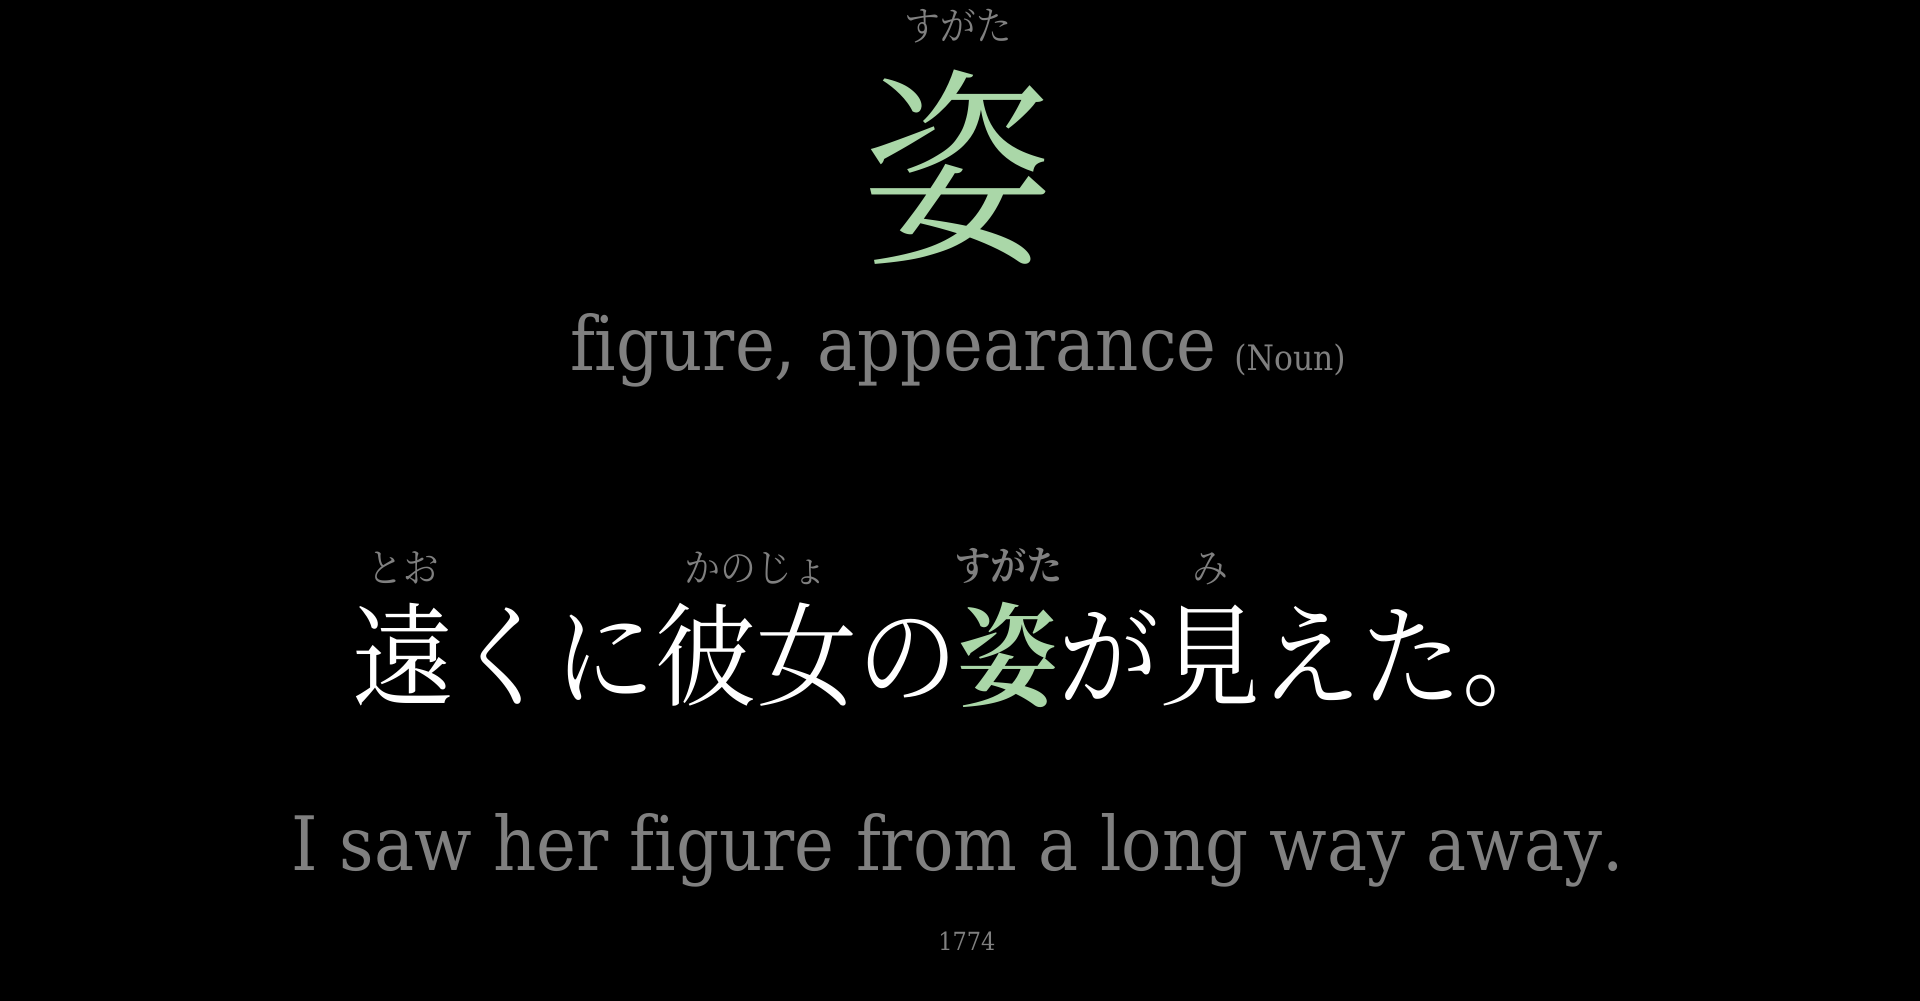 すがた
姿
figure, appearance (Noun)
とお かのじょ すがた み
遠くに彼女の姿が見えた。
I saw her figure from a long way away.
1774